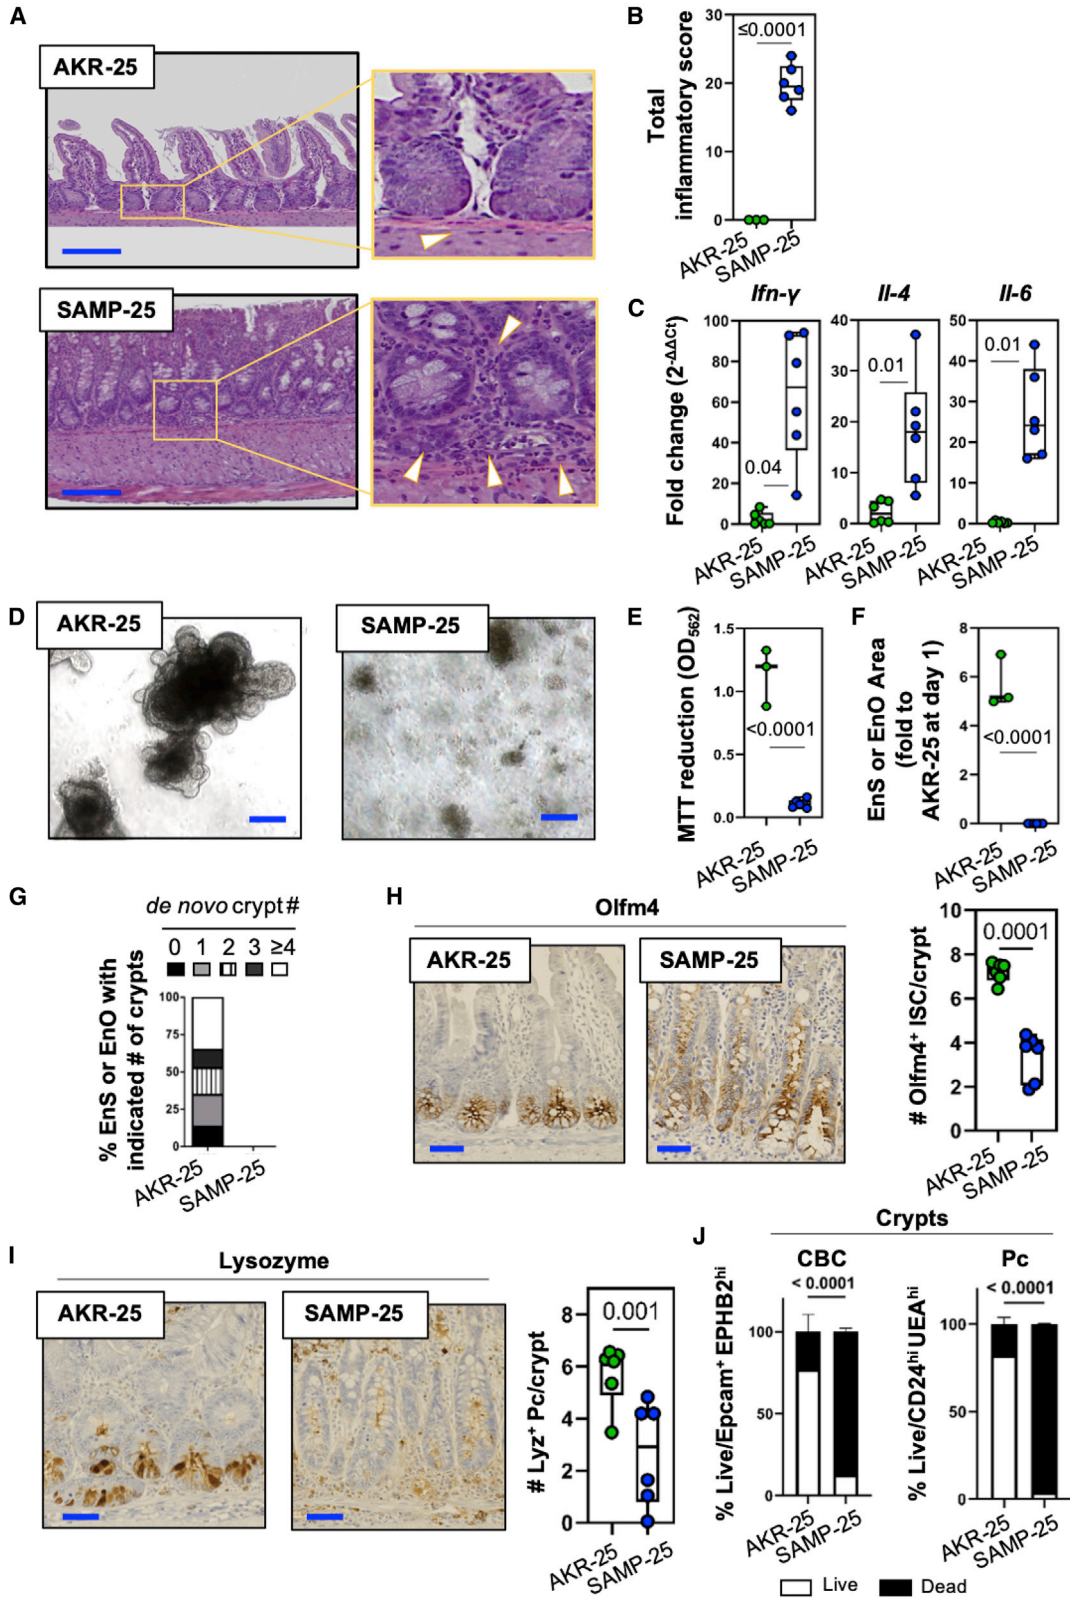 A
AKR-25
SAMP-25
B
Total
inflammatory score
30
20
10
0
≤0.0001
AKR-25
SAMP-25
C
Fold change (2-ΔΔCt)
Ifn-γ
100
80
60
40
20
0
0.04
AKR-25
SAMP-25
Il-4
40
30
20
10
0
0.01
AKR-25
SAMP-25
Il-6
50
40
30
20
10
0
0.01
AKR-25
SAMP-25
D
AKR-25
SAMP-25
E
MTT reduction (OD562)
1.5
1.0
0.5
0.0
<0.0001
AKR-25
SAMP-25
F
EnS or EnO Area
(fold to
AKR-25 at day 1)
8
6
4
2
0
<0.0001
AKR-25
SAMP-25
G
de novo crypt #
0 1 2 3 ≥4
% EnS or EnO with
indicated # of crypts
100
75
50
25
0
AKR-25
SAMP-25
H
Olfm4
AKR-25
SAMP-25
# Olfm4+ ISC/crypt
10
8
6
4
2
0
0.0001
AKR-25
SAMP-25
I
Lysozyme
AKR-25
SAMP-25
# Lyz+ Pc/crypt
8
6
4
2
0
0.001
AKR-25
SAMP-25
J
Crypts
CBC
< 0.0001
% Live/Epcam+ EPHB2hi
100
50
0
AKR-25
SAMP-25
Pc
< 0.0001
% Live/CD24hi UEAhi
100
50
0
AKR-25
SAMP-25
Live Dead